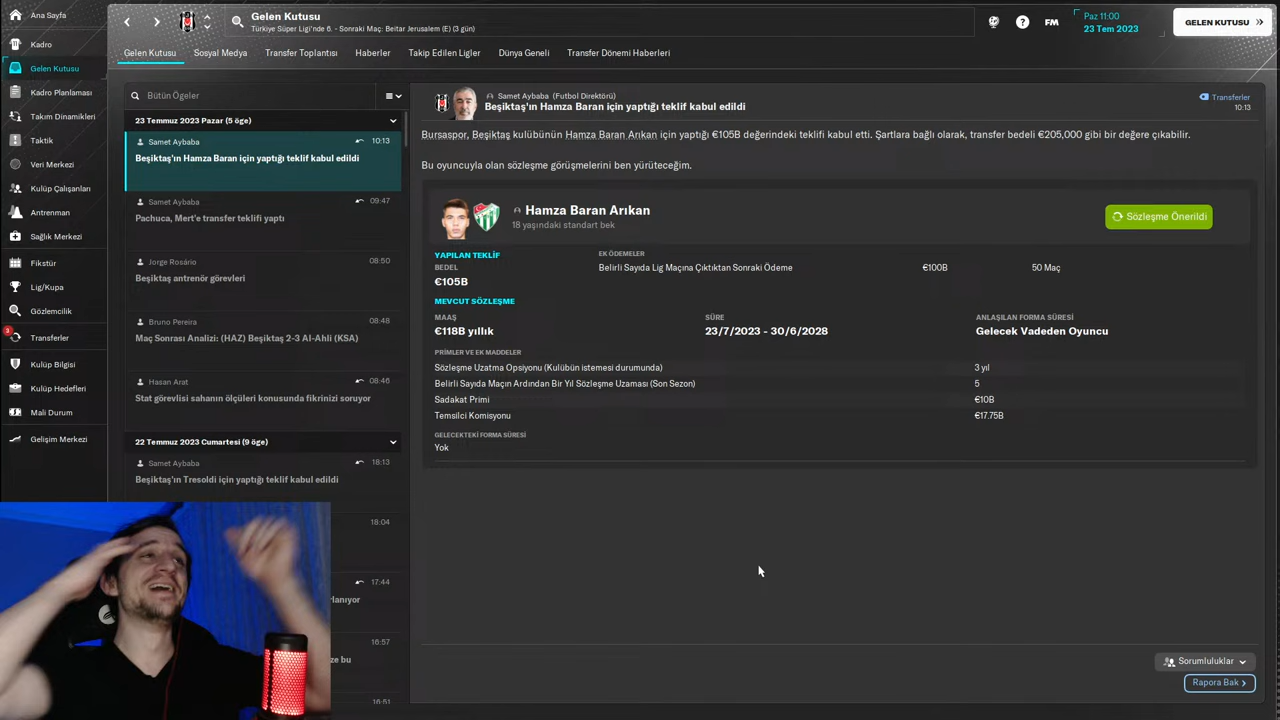 Ana Sayfa
Kadro
Gelen Kutusu
Kadro Planlaması
Takım Dinamikleri
Taktik
Veri Merkezi
Kulüp Çalışanları
Antrenman
Sağlık Merkezi
Fikstür
Lig/Kupa
Gözlemcilik
3
Transferler
Kulüp Bilgisi
Kulüp Hedefleri
Mali Durum
Gelişim Merkezi
Gelen Kutusu
Türkiye Süper Ligi'nde 6. - Sonraki Maç: Beitar Jerusalem (E) (3 gün)
?
FM
Paz 11:00
23 Tem 2023
GELEN KUTUSU
Gelen Kutusu
Sosyal Medya
Transfer Toplantısı
Haberler
Takip Edilen Ligler
Dünya Geneli
Transfer Dönemi Haberleri
Bütün Ögeler
23 Temmuz 2023 Pazar (5 öge)
Samet Aybaba 10:13
Beşiktaş'ın Hamza Baran için yaptığı teklif kabul edildi
Samet Aybaba 09:47
Pachuca, Mert'e transfer teklifi yaptı
Jorge Rosário 08:50
Beşiktaş antrenör görevleri
Bruno Pereira 08:48
Maç Sonrası Analizi: (HAZ) Beşiktaş 2-3 Al-Ahli (KSA)
Hasan Arat 08:46
Stat görevlisi sahanın ölçüleri konusunda fikrinizi soruyor
22 Temmuz 2023 Cumartesi (9 öge)
Samet Aybaba 18:13
Beşiktaş'ın Tresoldi için yaptığı teklif kabul edildi
18:04
17:44
16:57
ze bu
16:51
Samet Aybaba (Futbol Direktörü)
Beşiktaş'ın Hamza Baran için yaptığı teklif kabul edildi
Transferler
10:13
Bursaspor, Beşiktaş kulübünün Hamza Baran Arıkan için yaptığı €105B değerindeki teklifi kabul etti. Şartlara bağlı olarak, transfer bedeli €205,000 gibi bir değere çıkabilir.
Bu oyuncuyla olan sözleşme görüşmelerini ben yürüteceğim.
Hamza Baran Arıkan
18 yaşındaki standart bek
Sözleşme Önerildi
YAPILAN TEKLİF
BEDEL
€105B
EK ÖDEMELER
Belirli Sayıda Lig Maçına Çıktıktan Sonraki Ödeme €100B 50 Maç
MEVCUT SÖZLEŞME
MAAŞ
€118B yıllık
SÜRE
23/7/2023 - 30/6/2028
ANLAŞILAN FORMA SÜRESİ
Gelecek Vadeden Oyuncu
PRİMLER VE EK MADDELER
Sözleşme Uzatma Opsiyonu (Kulübün istemesi durumunda) 3 yıl
Belirli Sayıda Maçın Ardından Bir Yıl Sözleşme Uzaması (Son Sezon) 5
Sadakat Primi €10B
Temsilci Komisyonu €17.75B
GELECEKTEKİ FORMA SÜRESİ
Yok
Sorumluluklar
Rapora Bak